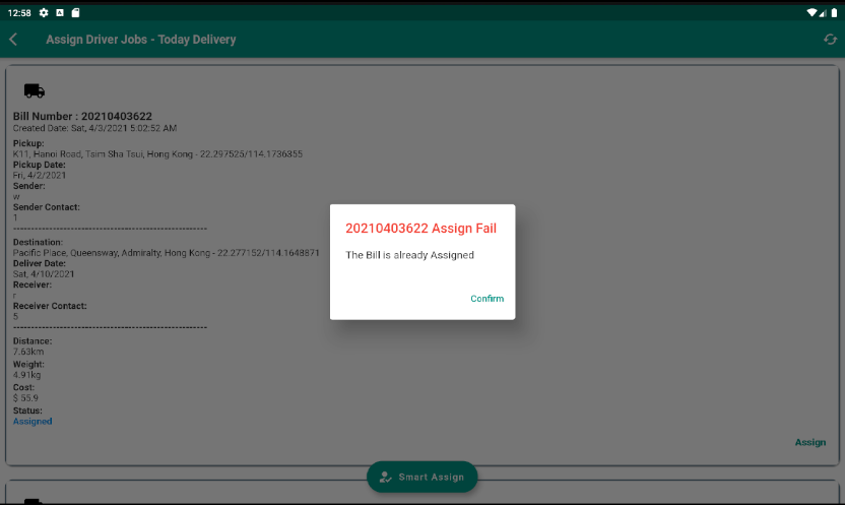 12:58
Assign Driver Jobs - Today Delivery
Bill Number : 20210403622
Created Date: Sat, 4/3/2021 5:02:52 AM
Pickup:
K11, Hanoi Road, Tsim Sha Tsui, Hong Kong - 22.297525/114.1736355
Pickup Date:
Fri, 4/2/2021
Sender:
w
Sender Contact:
1
------------------------------------------------------
Destination:
Pacific Place, Queensway, Admiralty, Hong Kong - 22.277152/114.1648871
Deliver Date:
Sat, 4/10/2021
Receiver:
r
Receiver Contact:
5
------------------------------------------------------
Distance:
7.63km
Weight:
4.91kg
Cost:
$ 55.9
Status:
Assigned
Assign
20210403622 Assign Fail
The Bill is already Assigned
Confirm
Smart Assign